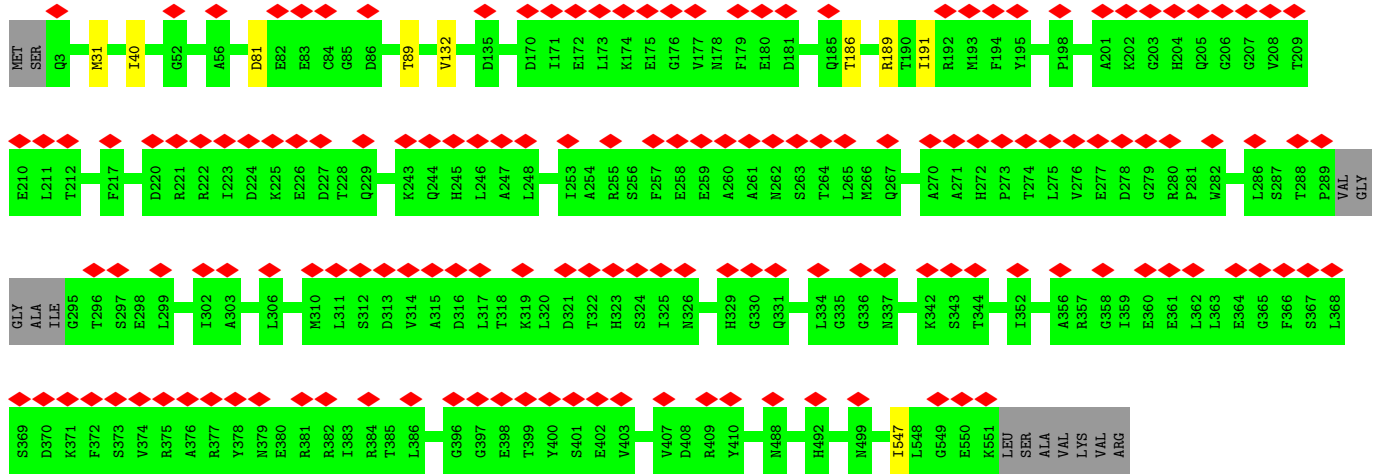 MET SER Q3 M31 I40 G52 A56 D81 E82 E83 C84 G85 D86 T89 V132 D135 D170 I171 E172 L173 K174 E175 G176 V177 N178 F179 E180 D181 Q185 T186 R189 T190 I191 R192 M193 F194 Y195 P198 A201 K202 G203 H204 Q205 G206 G207 V208 T209
E210 L211 T212 F217 D220 R221 R222 I223 D224 K225 E226 D227 T228 Q229 K243 Q244 H245 L246 A247 L248 I253 A254 R255 S256 F257 E258 E259 A260 A261 N262 S263 T264 L265 M266 Q267 A270 A271 H272 P273 T274 L275 V276 E277 D278 G279 R280 P281 W282 L286 S287 T288 P289 VAL GLY
GLY ALA ILE G295 T296 S297 E298 L299 I302 A303 L306 M310 L311 S312 D313 V314 A315 D316 L317 T318 K319 L320 D321 T322 H323 S324 I325 N326 H329 G330 Q331 L334 G335 G336 N337 K342 S343 T344 I352 A356 R357 G358 I359 E360 E361 L362 L363 E364 G365 F366 S367 L368
S369 D370 K371 F372 S373 V374 R375 A376 R377 Y378 N379 E380 R381 R382 I383 R384 T385 L386 G396 G397 E398 T399 Y400 S401 E402 V403 V407 D408 R409 Y410 N488 H492 N499 I547 L548 G549 E550 K551 LEU SER ALA VAL LYS VAL ARG